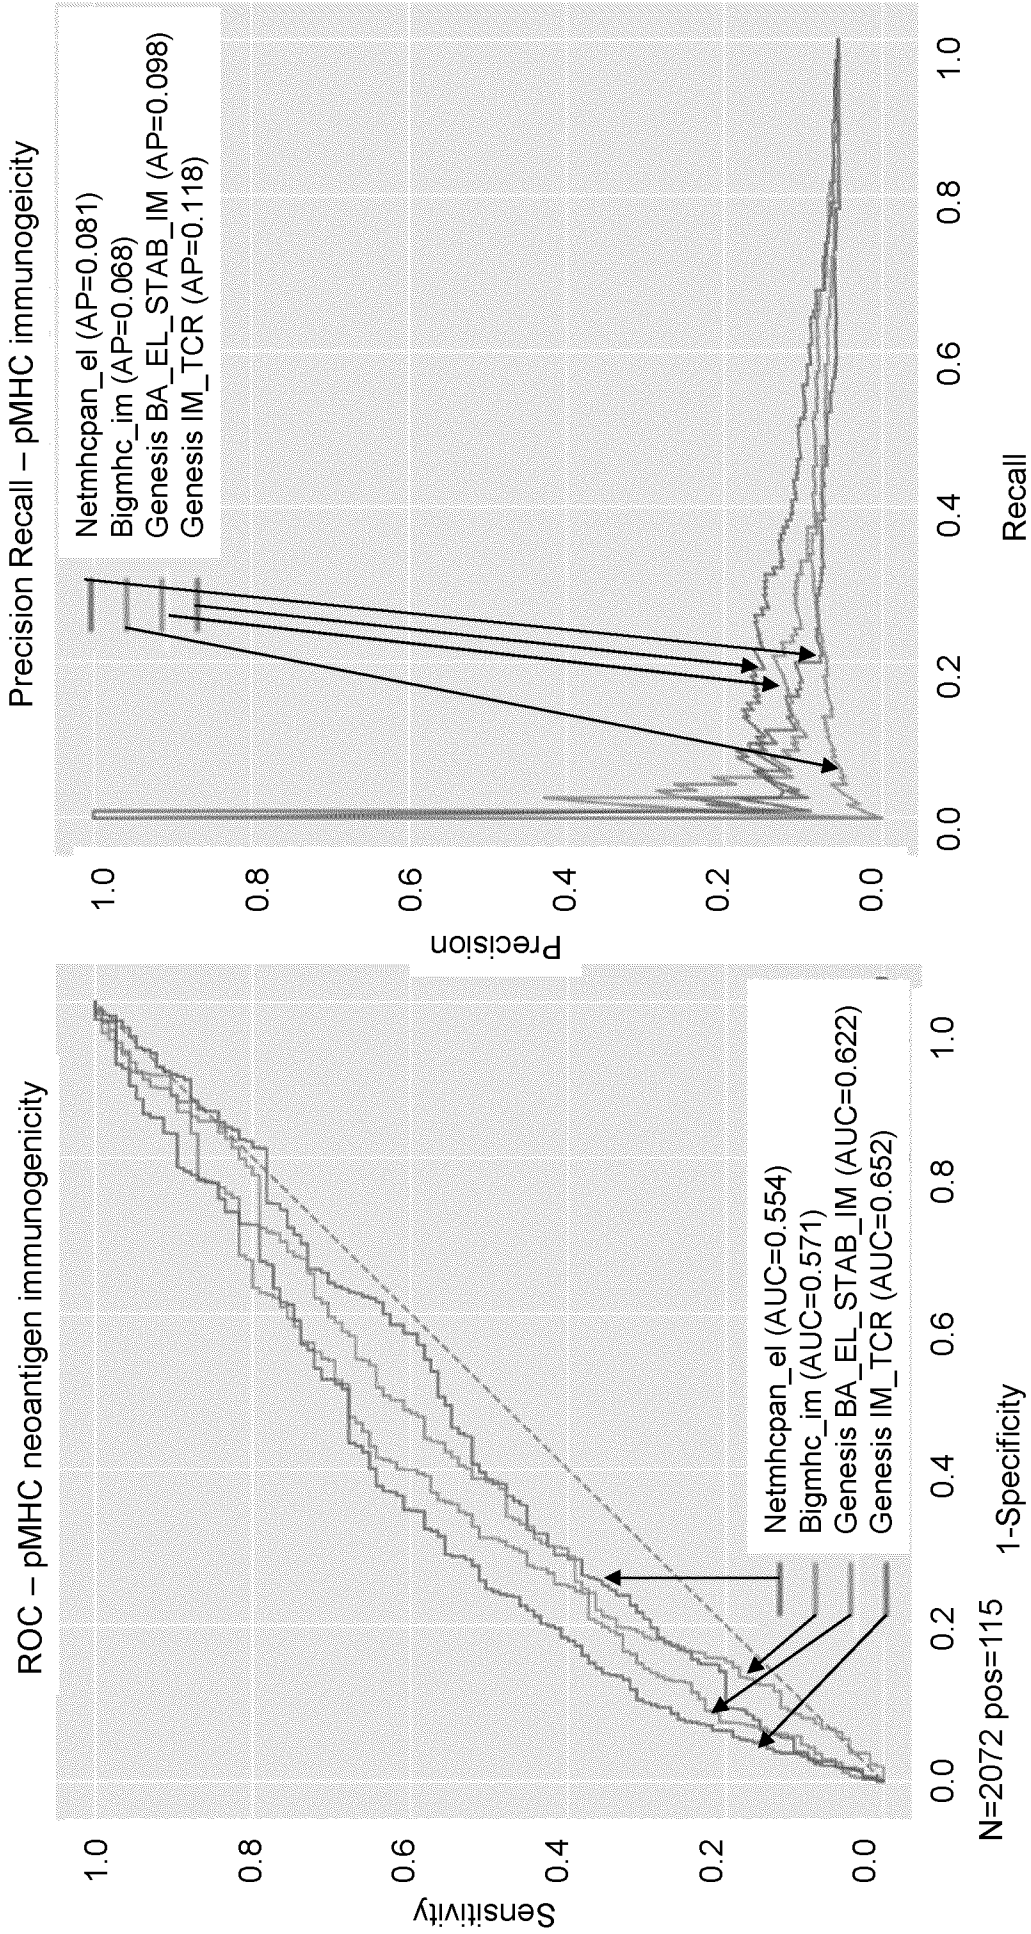 ROC – pMHC neoantigen immunogenicity
Sensitivity
1.0
0.8
0.6
0.4
0.2
0.0
Netmhcpan_el (AUC=0.554)
Bigmhc_im (AUC=0.571)
Genesis BA_EL_STAB_IM (AUC=0.622)
Genesis IM_TCR (AUC=0.652)
0.0
0.2
0.4
0.6
0.8
1.0
N=2072 pos=115
1-Specificity
Precision Recall – pMHC immunogeicity
Precision
1.0
0.8
0.6
0.4
0.2
0.0
Netmhcpan_el (AP=0.081)
Bigmhc_im (AP=0.068)
Genesis BA_EL_STAB_IM (AP=0.098)
Genesis IM_TCR (AP=0.118)
0.0
0.2
0.4
0.6
0.8
1.0
Recall